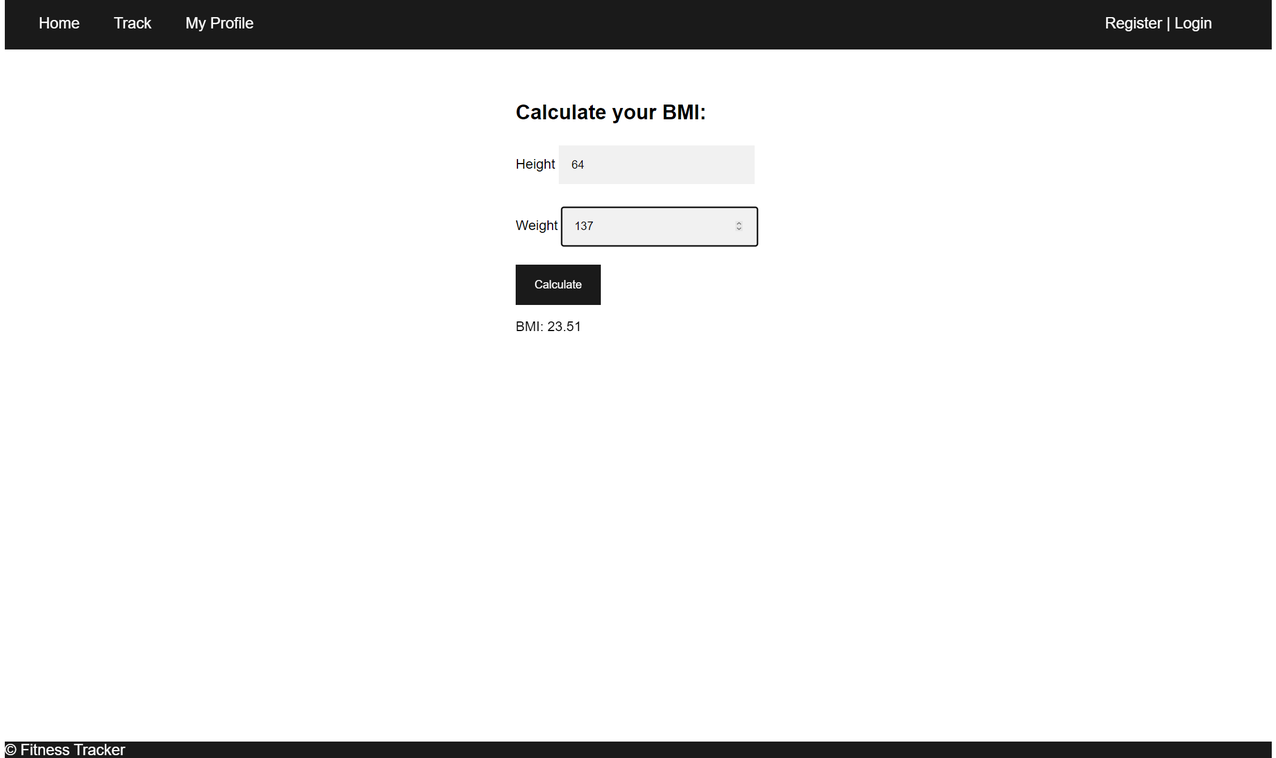 Home Track My Profile Register | Login
Calculate your BMI:
Height 64
Weight 137
Calculate
BMI: 23.51
© Fitness Tracker